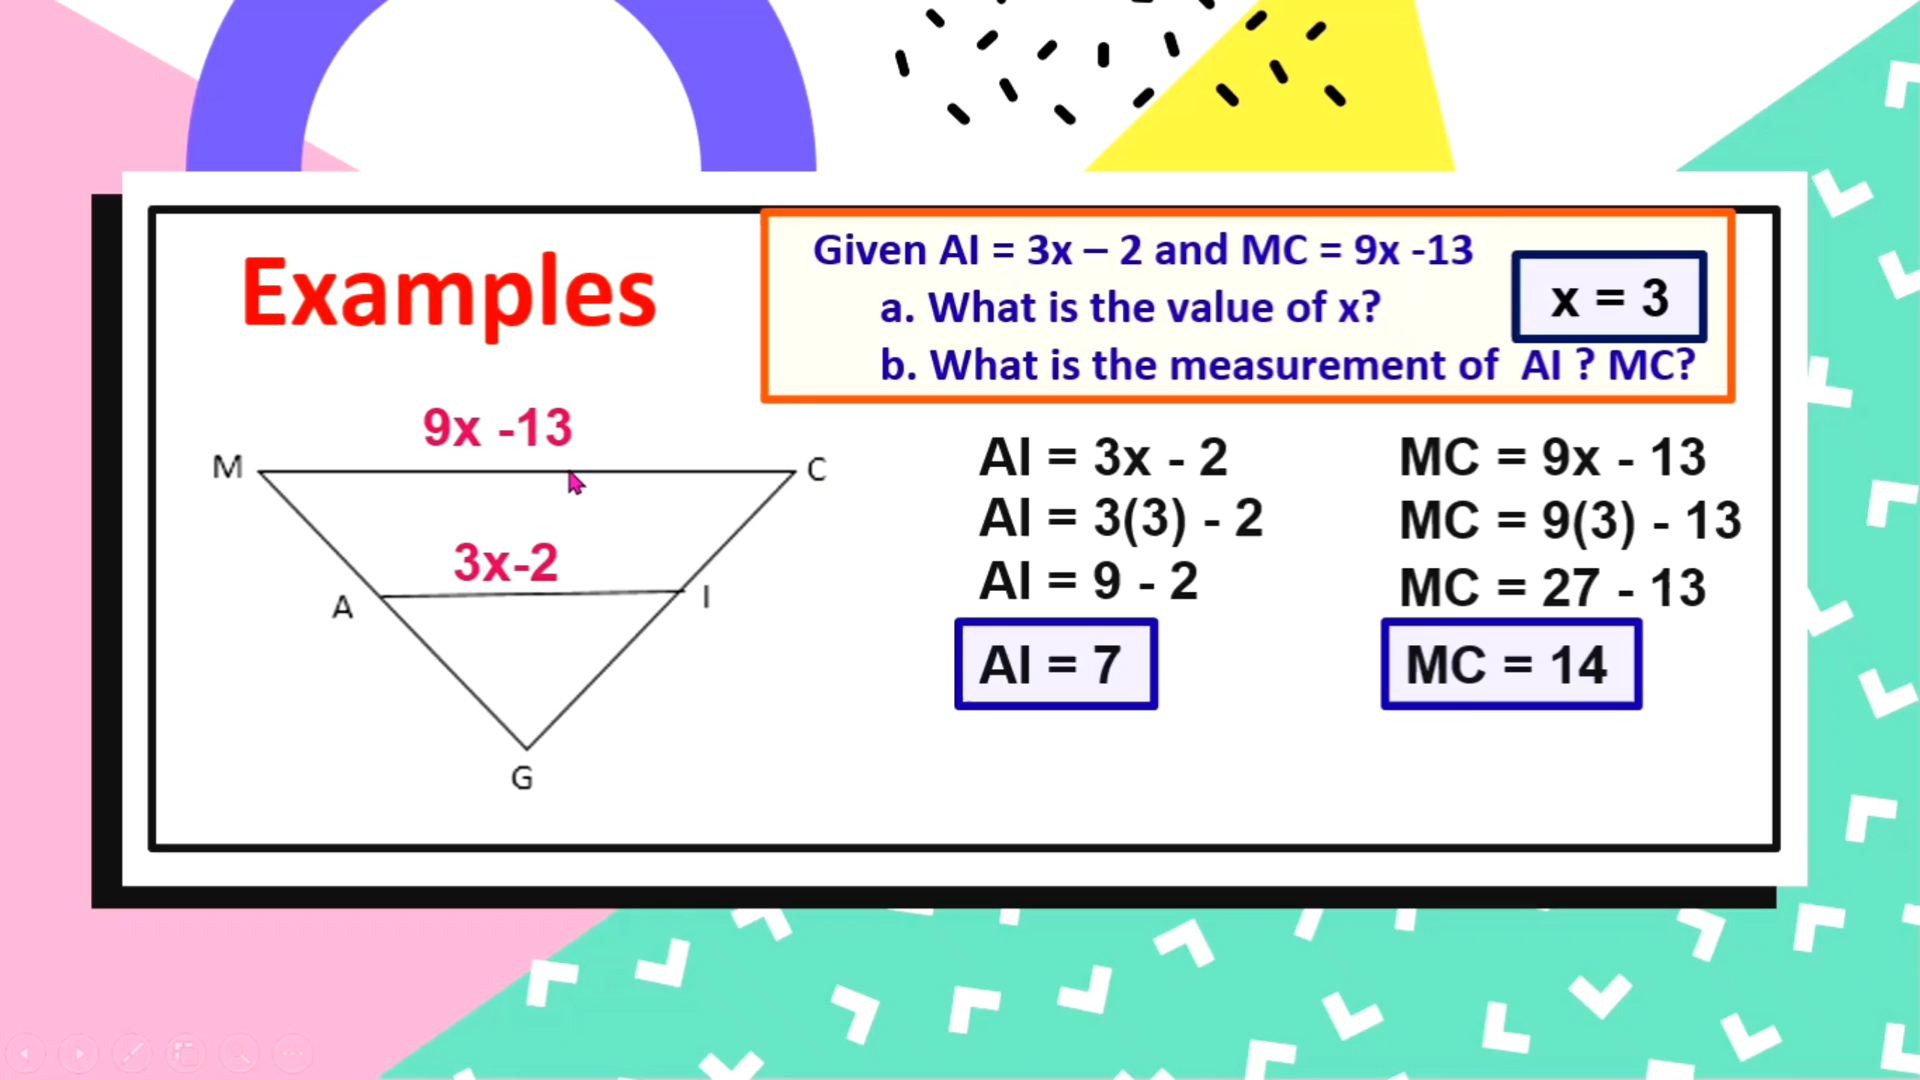 Examples
Given AI = 3x – 2 and MC = 9x -13
a. What is the value of x?
x = 3
b. What is the measurement of AI ? MC?
9x -13
M
C
3x-2
A
I
G
AI = 3x - 2
AI = 3(3) - 2
AI = 9 - 2
AI = 7
MC = 9x - 13
MC = 9(3) - 13
MC = 27 - 13
MC = 14